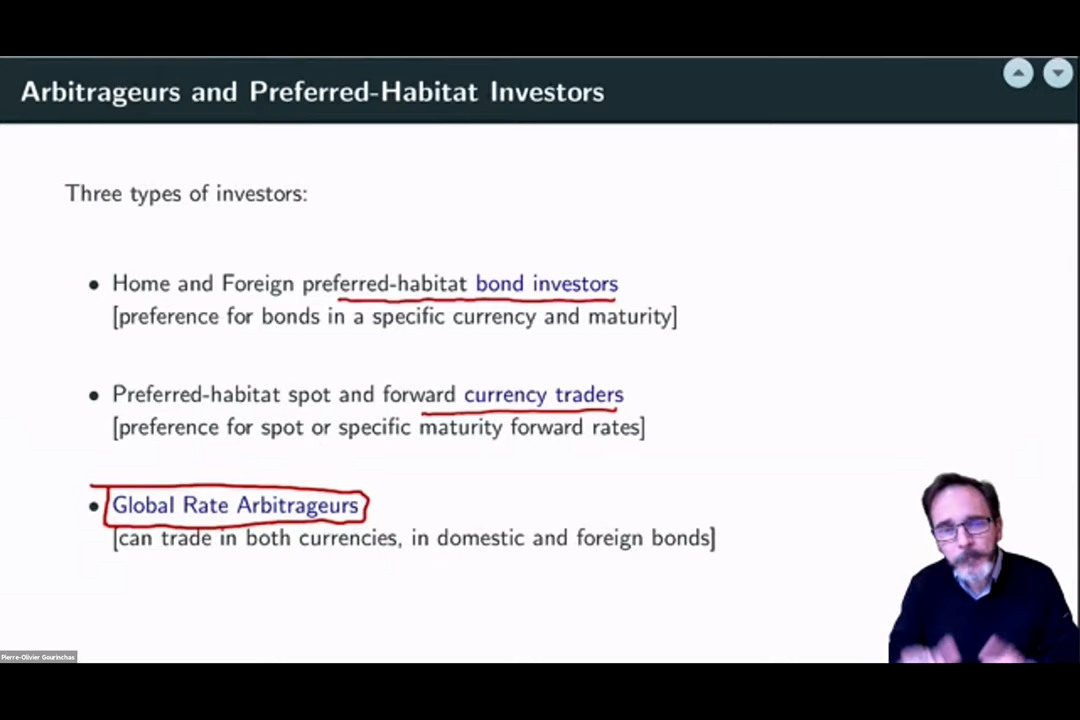 Arbitrageurs and Preferred-Habitat Investors
Three types of investors:
• Home and Foreign preferred-habitat bond investors
[preference for bonds in a specific currency and maturity]
• Preferred-habitat spot and forward currency traders
[preference for spot or specific maturity forward rates]
• Global Rate Arbitrageurs
[can trade in both currencies, in domestic and foreign bonds]
Pierre-Olivier Gourinchas